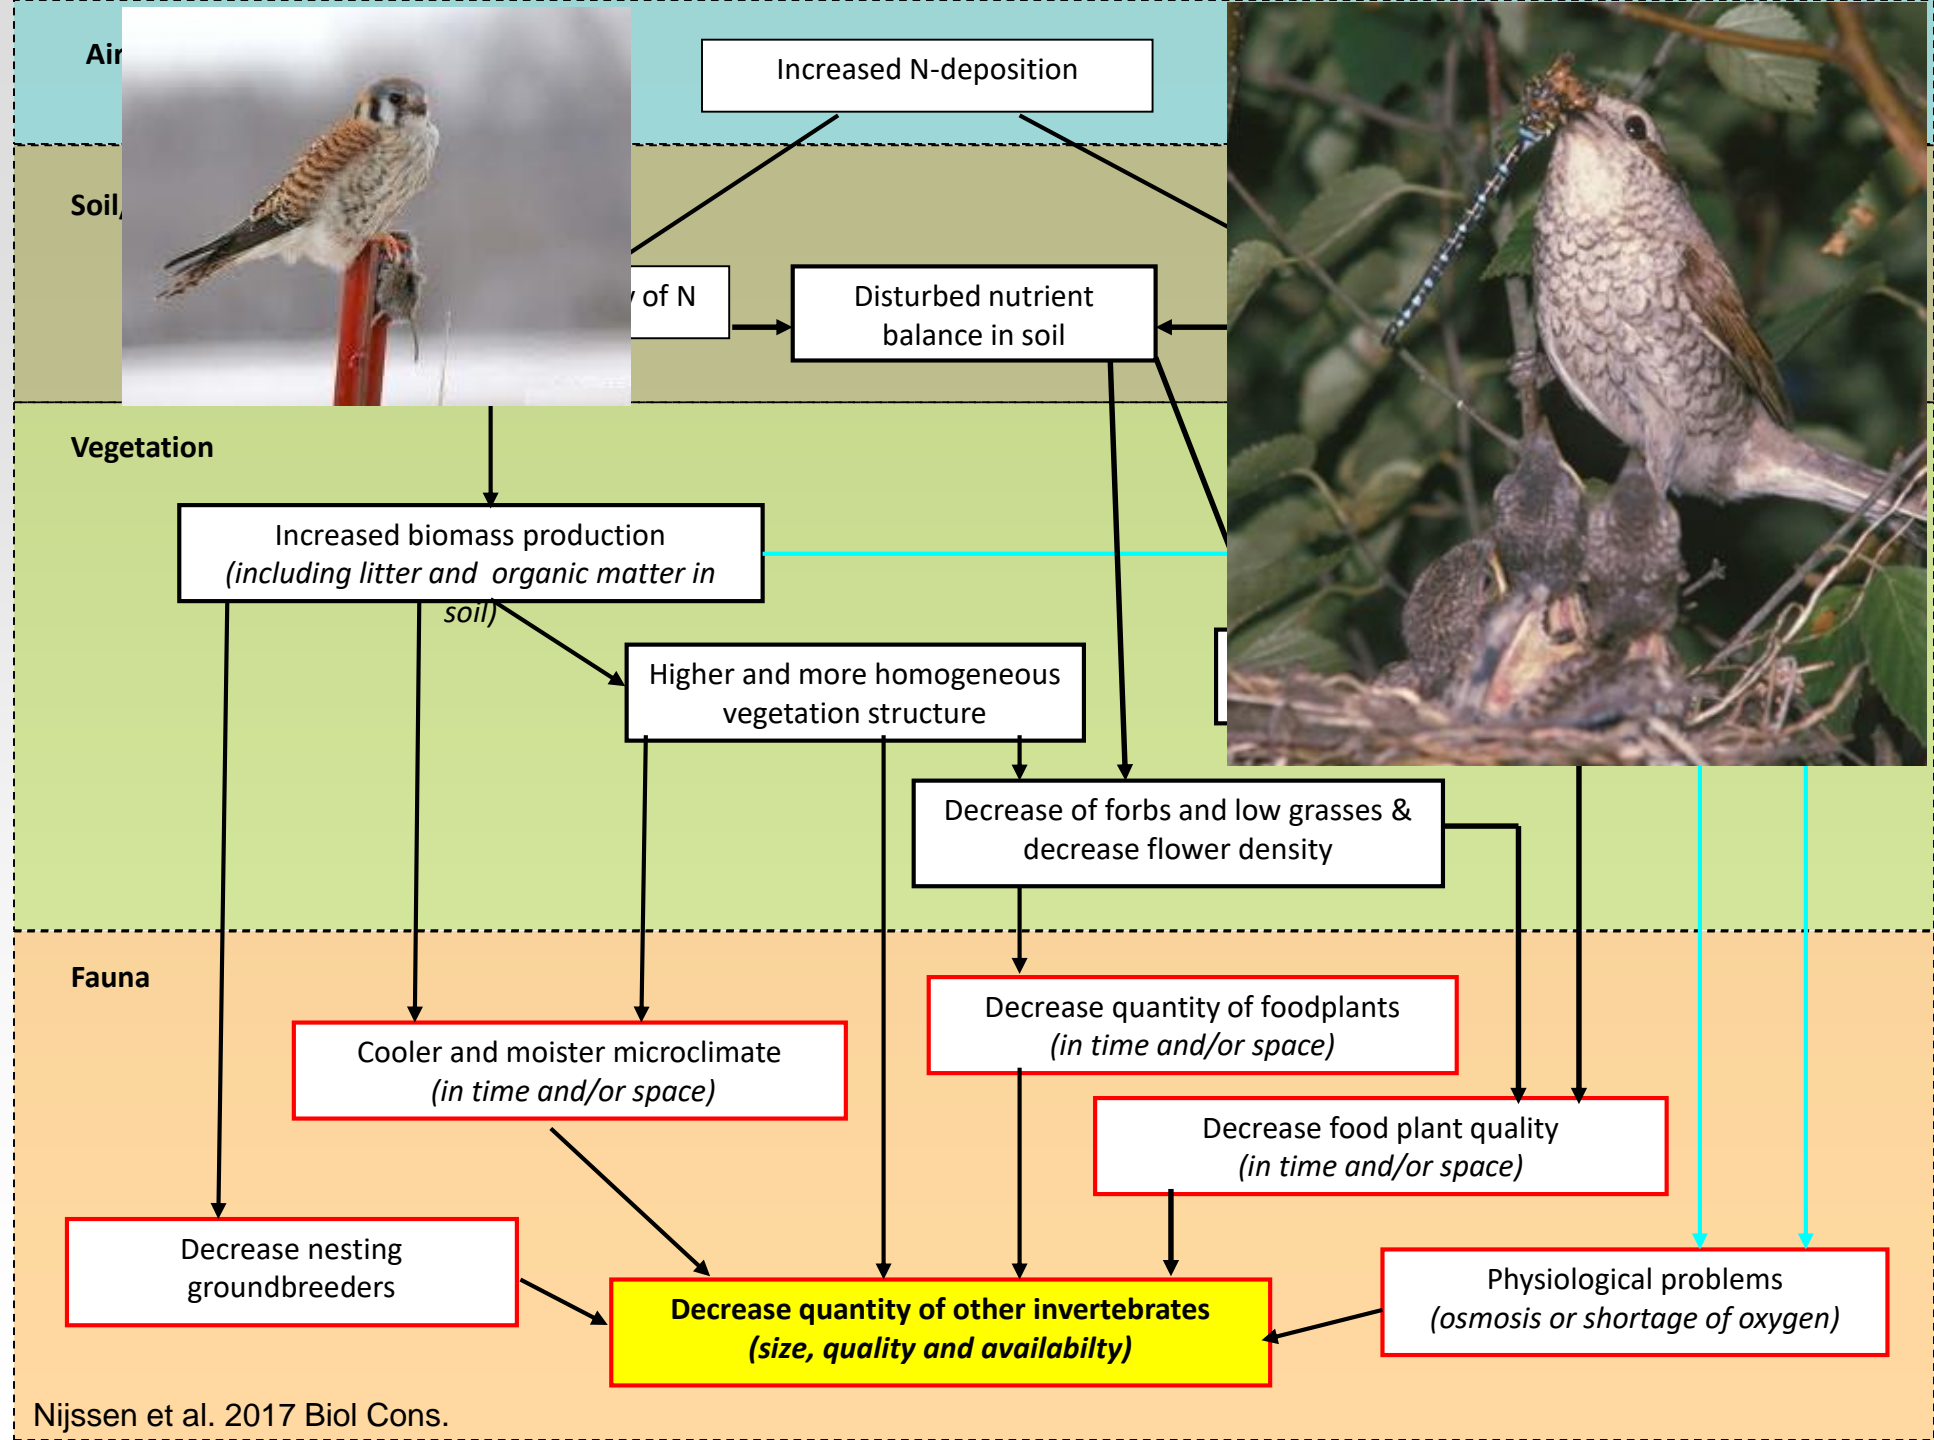 Air
Increased N-deposition
Soil
of N
Disturbed nutrient
balance in soil
Vegetation
Increased biomass production
(including litter and organic matter in
soil)
Higher and more homogeneous
vegetation structure
Decrease of forbs and low grasses &
decrease flower density
Fauna
Decrease quantity of foodplants
(in time and/or space)
Cooler and moister microclimate
(in time and/or space)
Decrease food plant quality
(in time and/or space)
Decrease nesting
groundbreeders
Physiological problems
(osmosis or shortage of oxygen)
Decrease quantity of other invertebrates
(size, quality and availabilty)
Nijssen et al. 2017 Biol Cons.